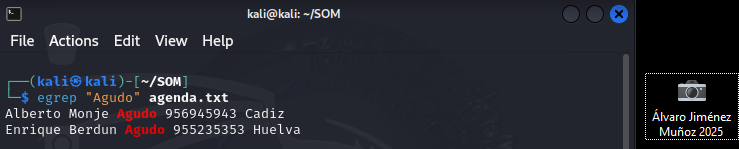 kali@kali: ~/SOM
File Actions Edit View Help
┌──(kali㉿kali)-[~/SOM]
└─$ egrep "Agudo" agenda.txt
Alberto Monje Agudo 956945943 Cadiz
Enrique Berdun Agudo 955235353 Huelva
Álvaro Jiménez
Muñoz 2025